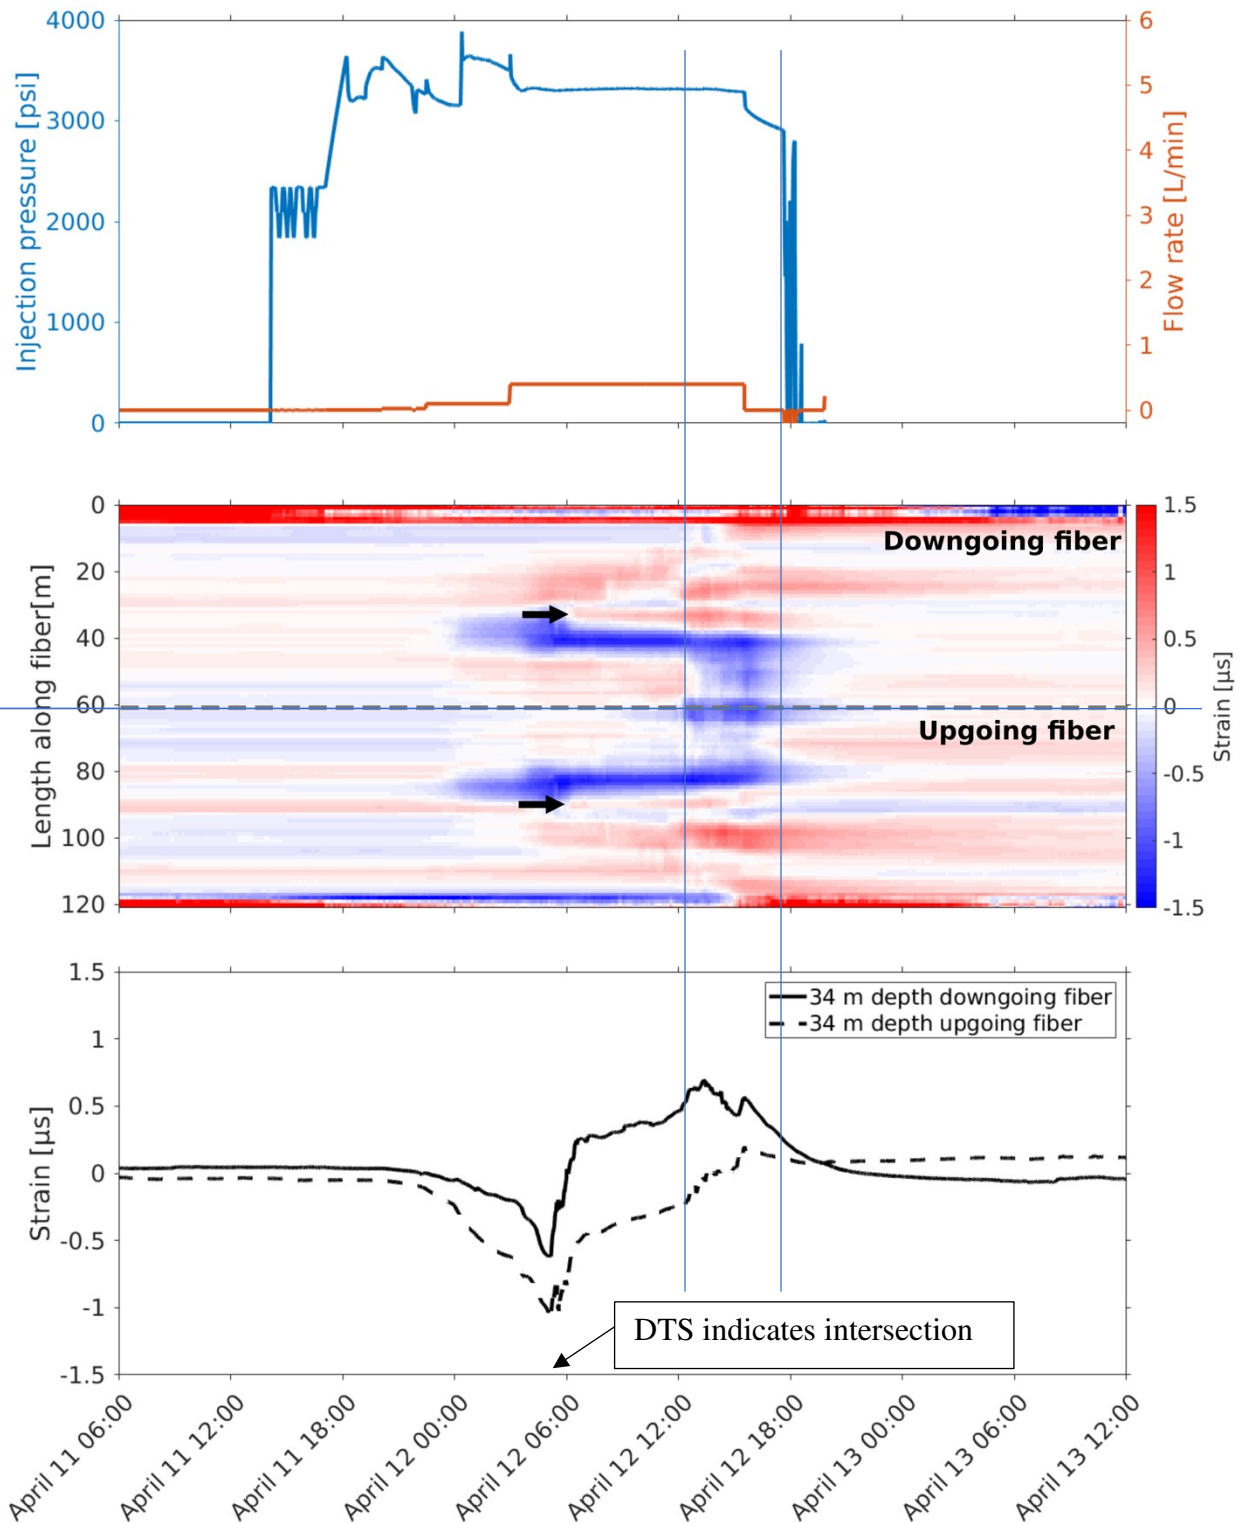 4000
3000
2000
1000
0
Injection pressure [psi]
6
5
4
3
2
1
0
Flow rate [L/min]
0
20
40
60
80
100
120
Length along fiber[m]
Downgoing fiber
Upgoing fiber
1.5
1
0.5
0
-0.5
-1
-1.5
Strain [µs]
1.5
1
0.5
0
-0.5
-1
-1.5
Strain [µs]
34 m depth downgoing fiber
34 m depth upgoing fiber
DTS indicates intersection
April 11 06:00
April 11 12:00
April 11 18:00
April 12 00:00
April 12 06:00
April 12 12:00
April 12 18:00
April 13 00:00
April 13 06:00
April 13 12:00